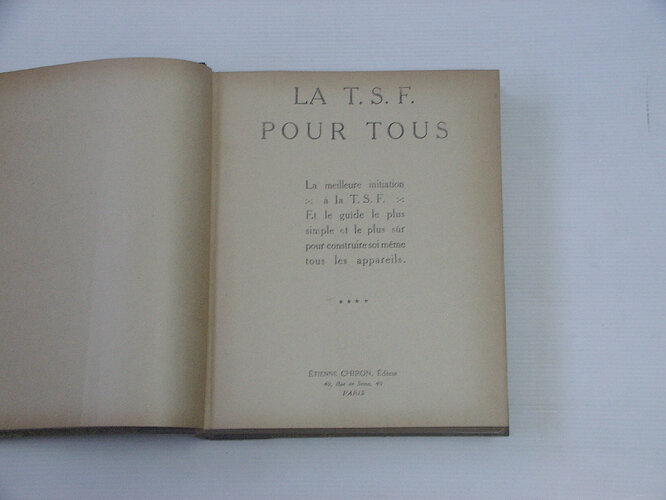 LA T. S. F.
POUR TOUS
La meilleure initiation
à la T. S. F.
Et le guide le plus
simple et le plus sûr
pour construire soi même
tous les appareils.
****
ÉTIENNE CHIRON, Éditeur
40, Rue de Seine, 40
PARIS